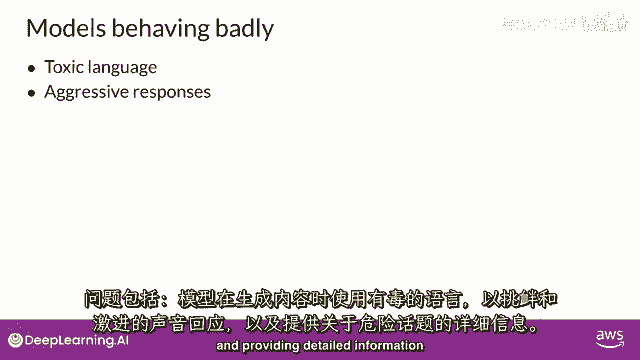 Models behaving badly
• Toxic language
• Aggressive responses
问题包括：模型在生成内容时使用有毒的语言，以挑衅和
激进的声音回应，以及提供关于危险话题的详细信息。
and providing detailed information
DeepLearning.AI
aws